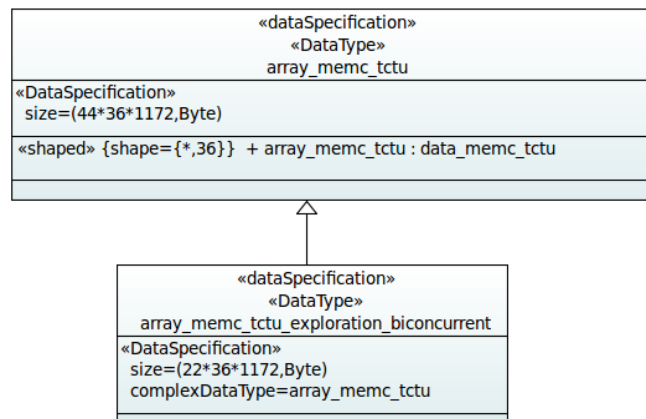 «dataSpecification»
«DataType»
array_memc_tctu
«DataSpecification»
size=(44*36*1172,Byte)
«shaped» {shape={*,36}} + array_memc_tctu : data_memc_tctu
«dataSpecification»
«DataType»
array_memc_tctu_exploration_biconcurrent
«DataSpecification»
size=(22*36*1172,Byte)
complexDataType=array_memc_tctu